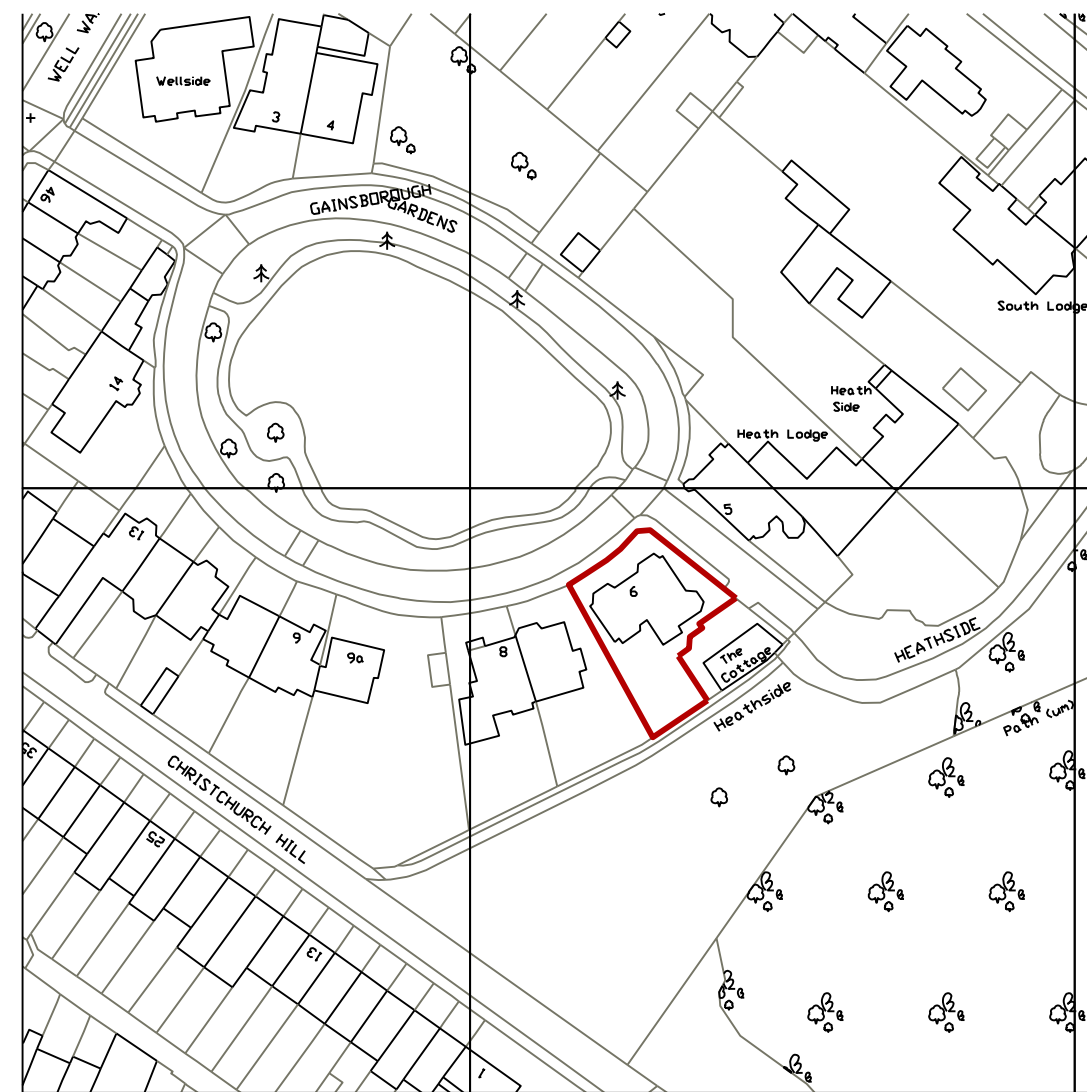 WELL WA
Wellside
3
4
GAINSBOROUGH
GARDENS
46
South Lodge
14
Heath
Side
Heath Lodge
5
13
6
9
9a
8
The
Cottage
HEATHSIDE
Heathside
Path (um)
35
CHRISTCHURCH HILL
25
13
1